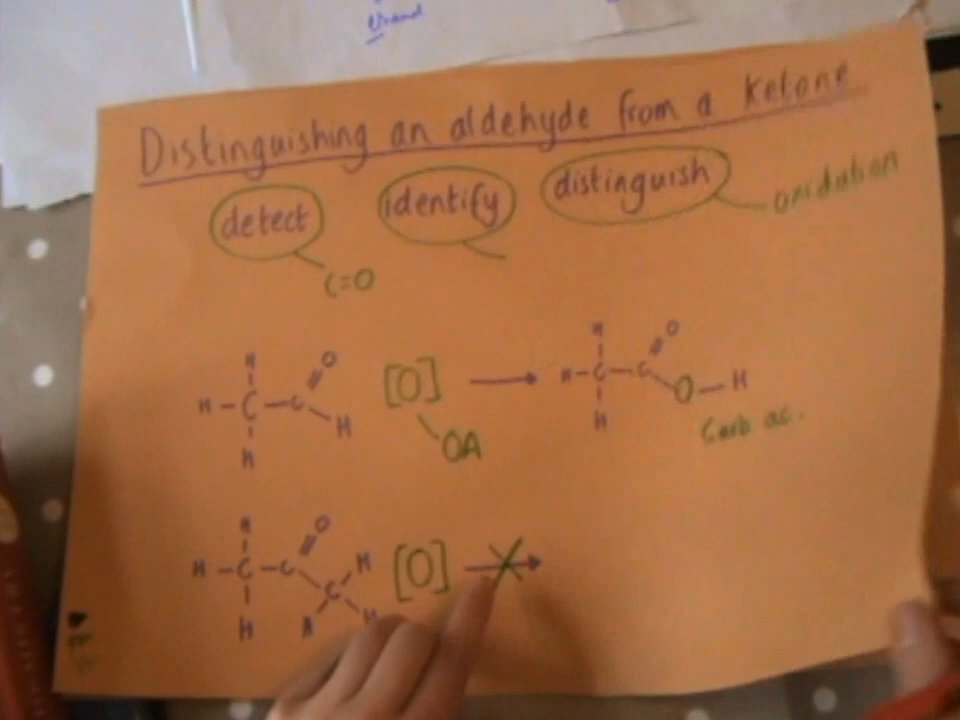 Distinguishing an aldehyde from a ketone
detect identify distinguish oxidation
C=O
H O H O
H-C-C [O] → H-C-C
H H OA H O-H
Carb ac.
H O
H-C-C H [O] →
C
H H H